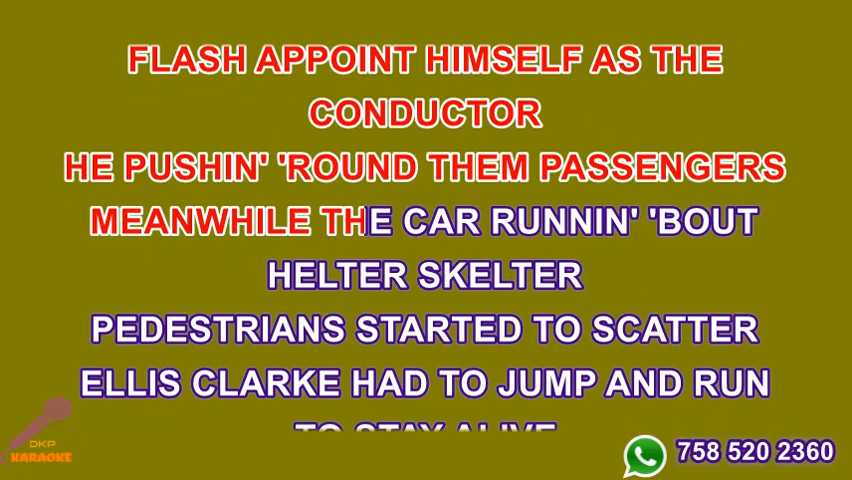 FLASH APPOINT HIMSELF AS THE
CONDUCTOR
HE PUSHIN' 'ROUND THEM PASSENGERS
MEANWHILE THE CAR RUNNIN' 'BOUT
HELTER SKELTER
PEDESTRIANS STARTED TO SCATTER
ELLIS CLARKE HAD TO JUMP AND RUN
TO STAY ALIVE
DKP
KARAOKE
758 520 2360